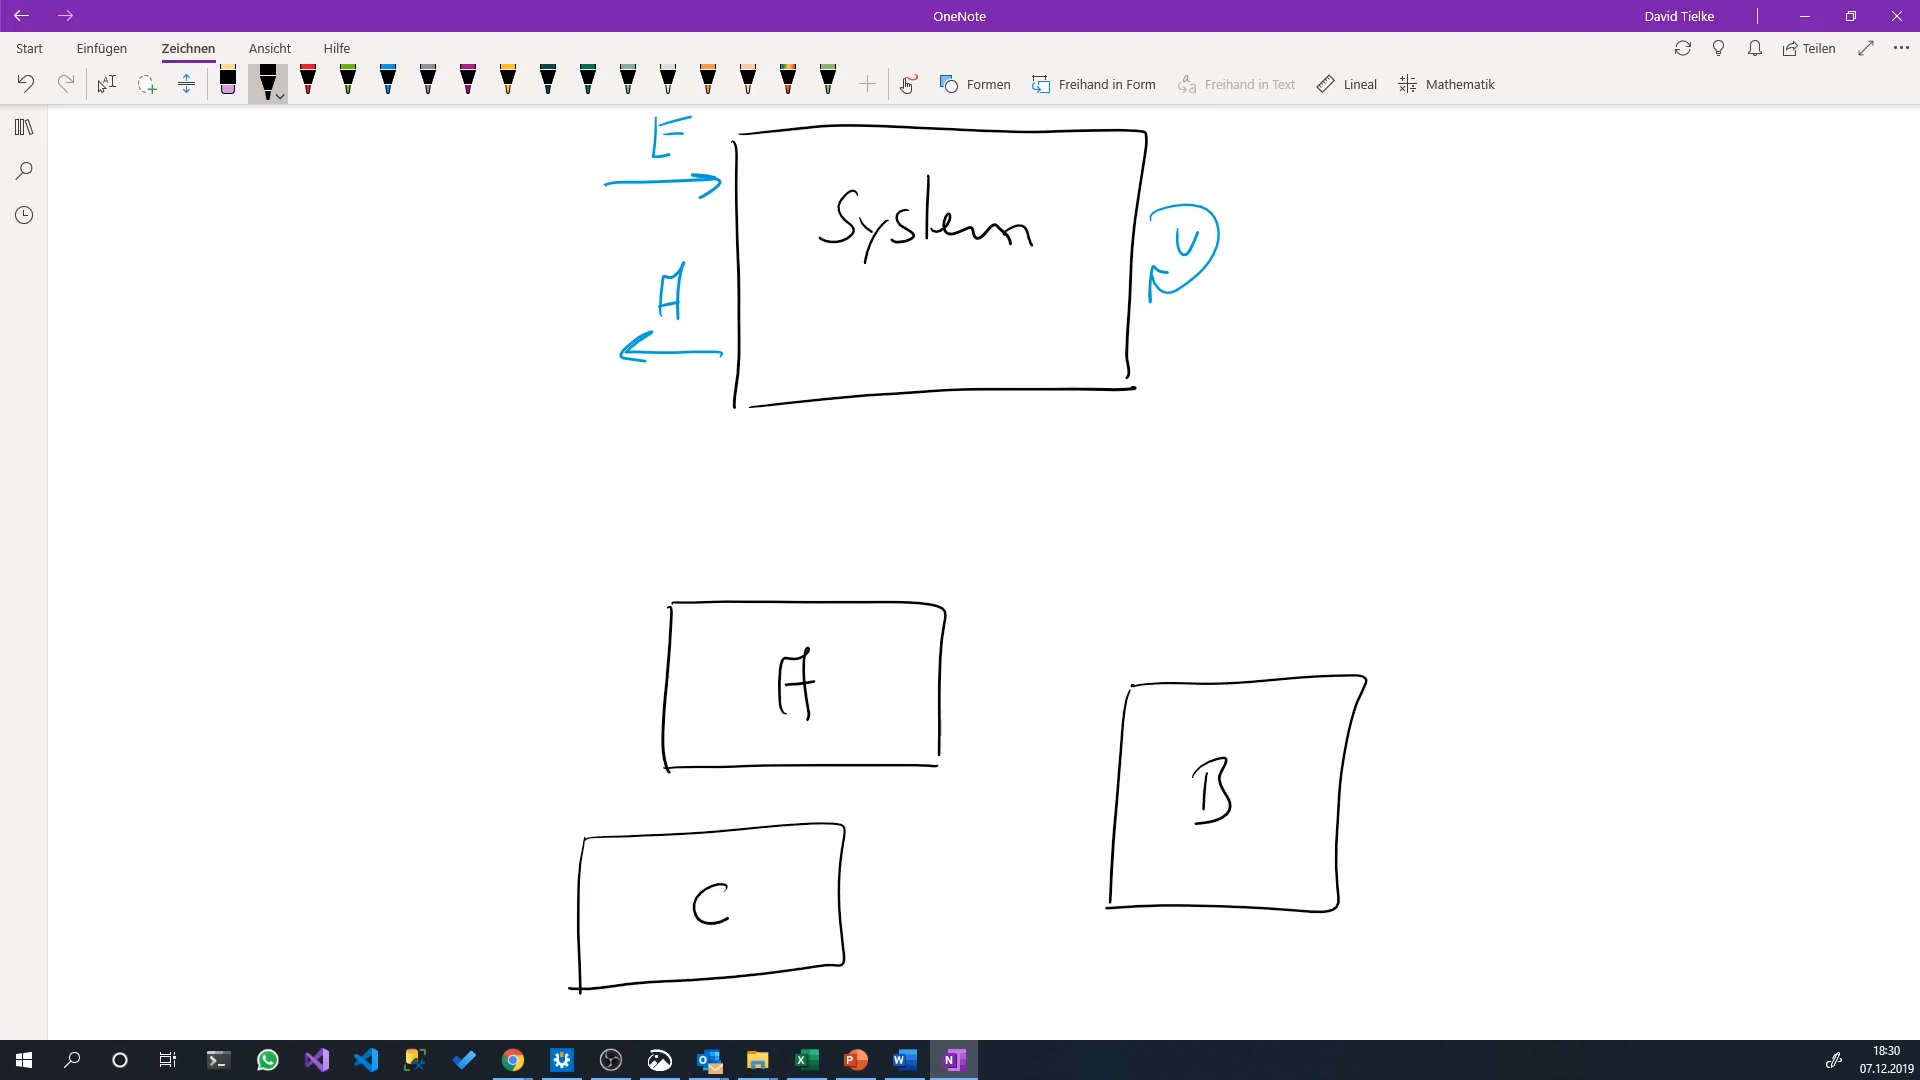 OneNote
David Tielke
Start Einfügen Zeichnen Ansicht Hilfe
Teilen
Formen Freihand in Form Freihand in Text Lineal Mathematik
E
System
V
A
A
B
C
18:30
07.12.2019